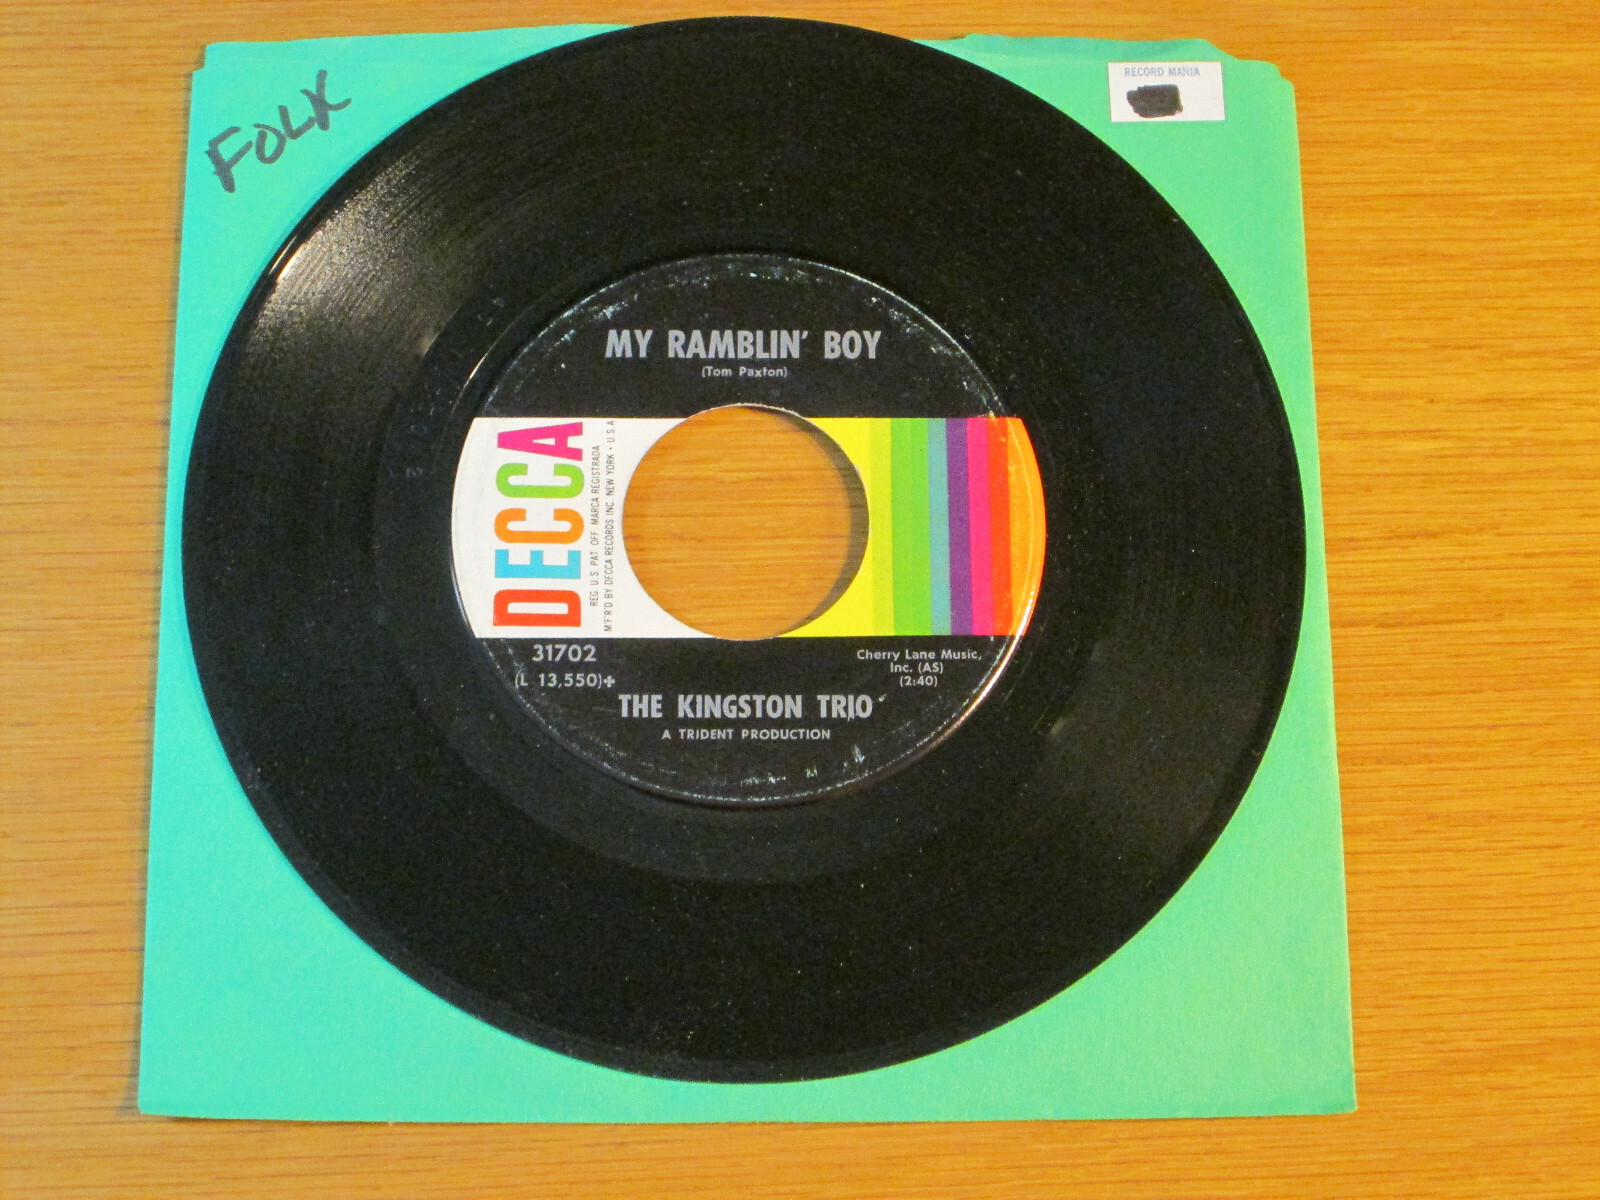 FOLK
RECORD MANIA
MY RAMBLIN' BOY
(Tom Paxton)
DECCA
REG. U.S. PAT. OFF. MARCA REGISTRADA
M'F'R'D BY DECCA RECORDS INC. NEW YORK • U.S.A
31702
(L 13,550)+
Cherry Lane Music,
Inc. (AS)
(2:40)
THE KINGSTON TRIO
A TRIDENT PRODUCTION